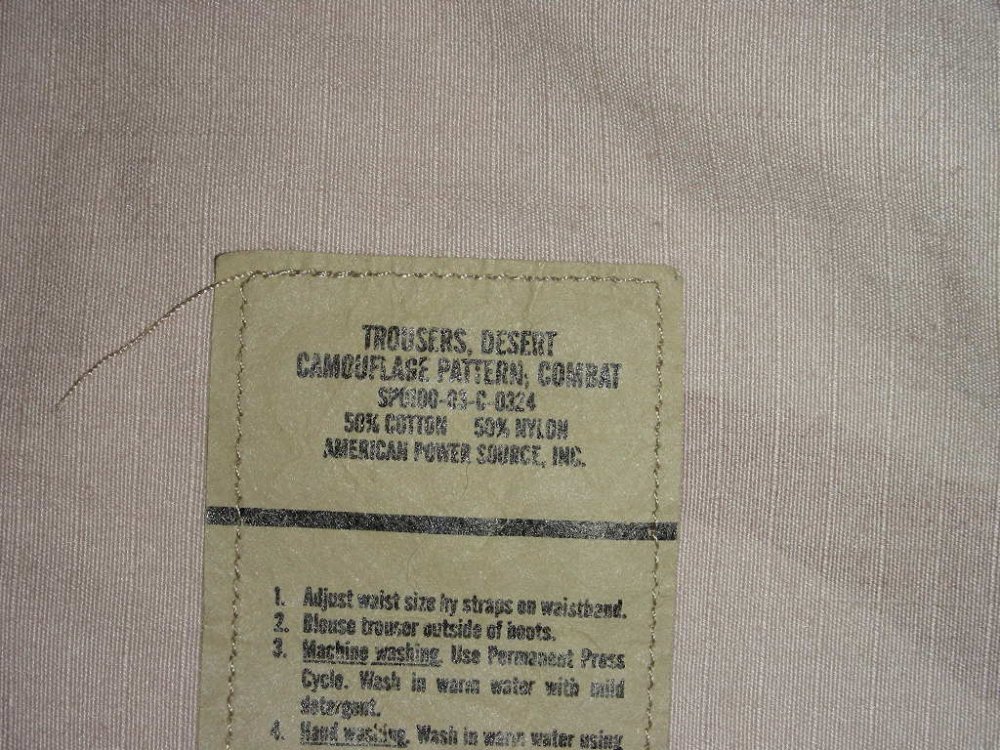 TROUSERS, DESERT
CAMOUFLAGE PATTERN, COMBAT
SP0100-03-C-0324
50% COTTON 50% NYLON
AMERICAN POWER SOURCE, INC.
1. Adjust waist size by straps on waistband.
2. Blouse trouser outside of boots.
3. Machine washing. Use Permanent Press
Cycle. Wash in warm water with mild
detergent.
4. Hand washing. Wash in warm water using